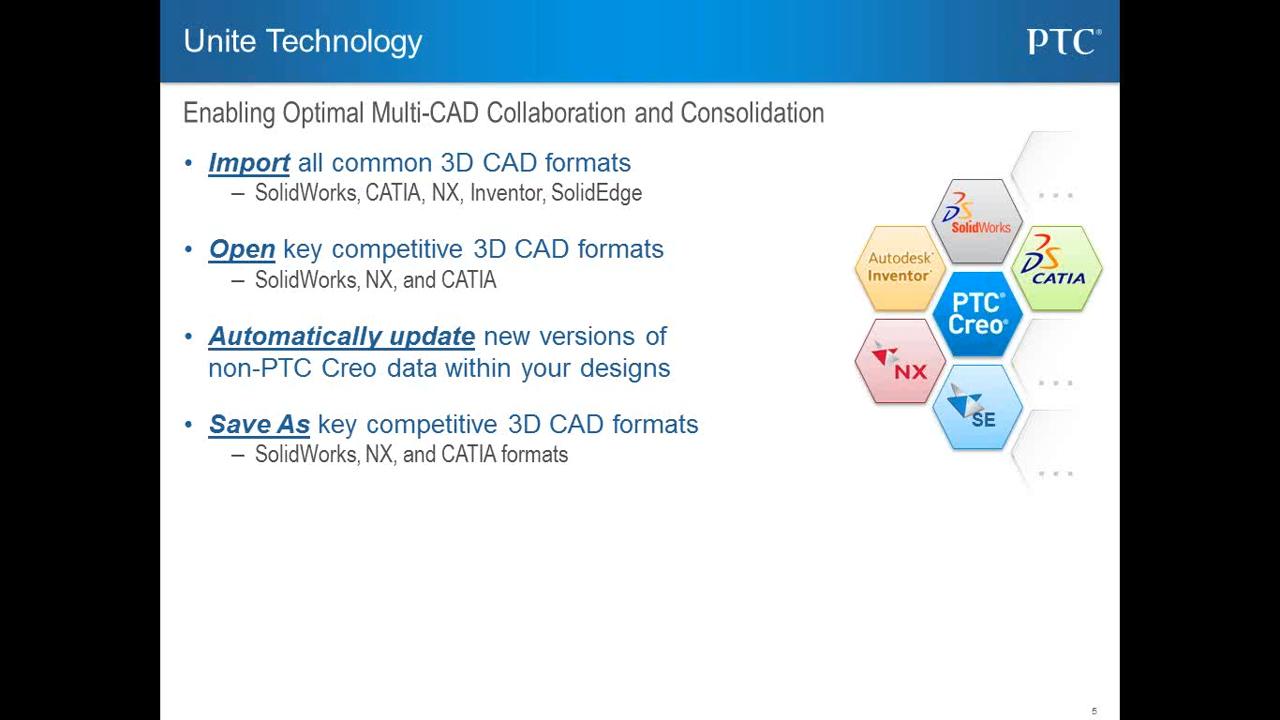 Unite Technology
PTC®
Enabling Optimal Multi-CAD Collaboration and Consolidation
• Import all common 3D CAD formats
– SolidWorks, CATIA, NX, Inventor, SolidEdge
• Open key competitive 3D CAD formats
– SolidWorks, NX, and CATIA
• Automatically update new versions of
non-PTC Creo data within your designs
• Save As key competitive 3D CAD formats
– SolidWorks, NX, and CATIA formats
...
DS
SolidWorks
Autodesk®
Inventor®
DS
CATIA
PTC®
Creo®
NX
...
SE
...
5